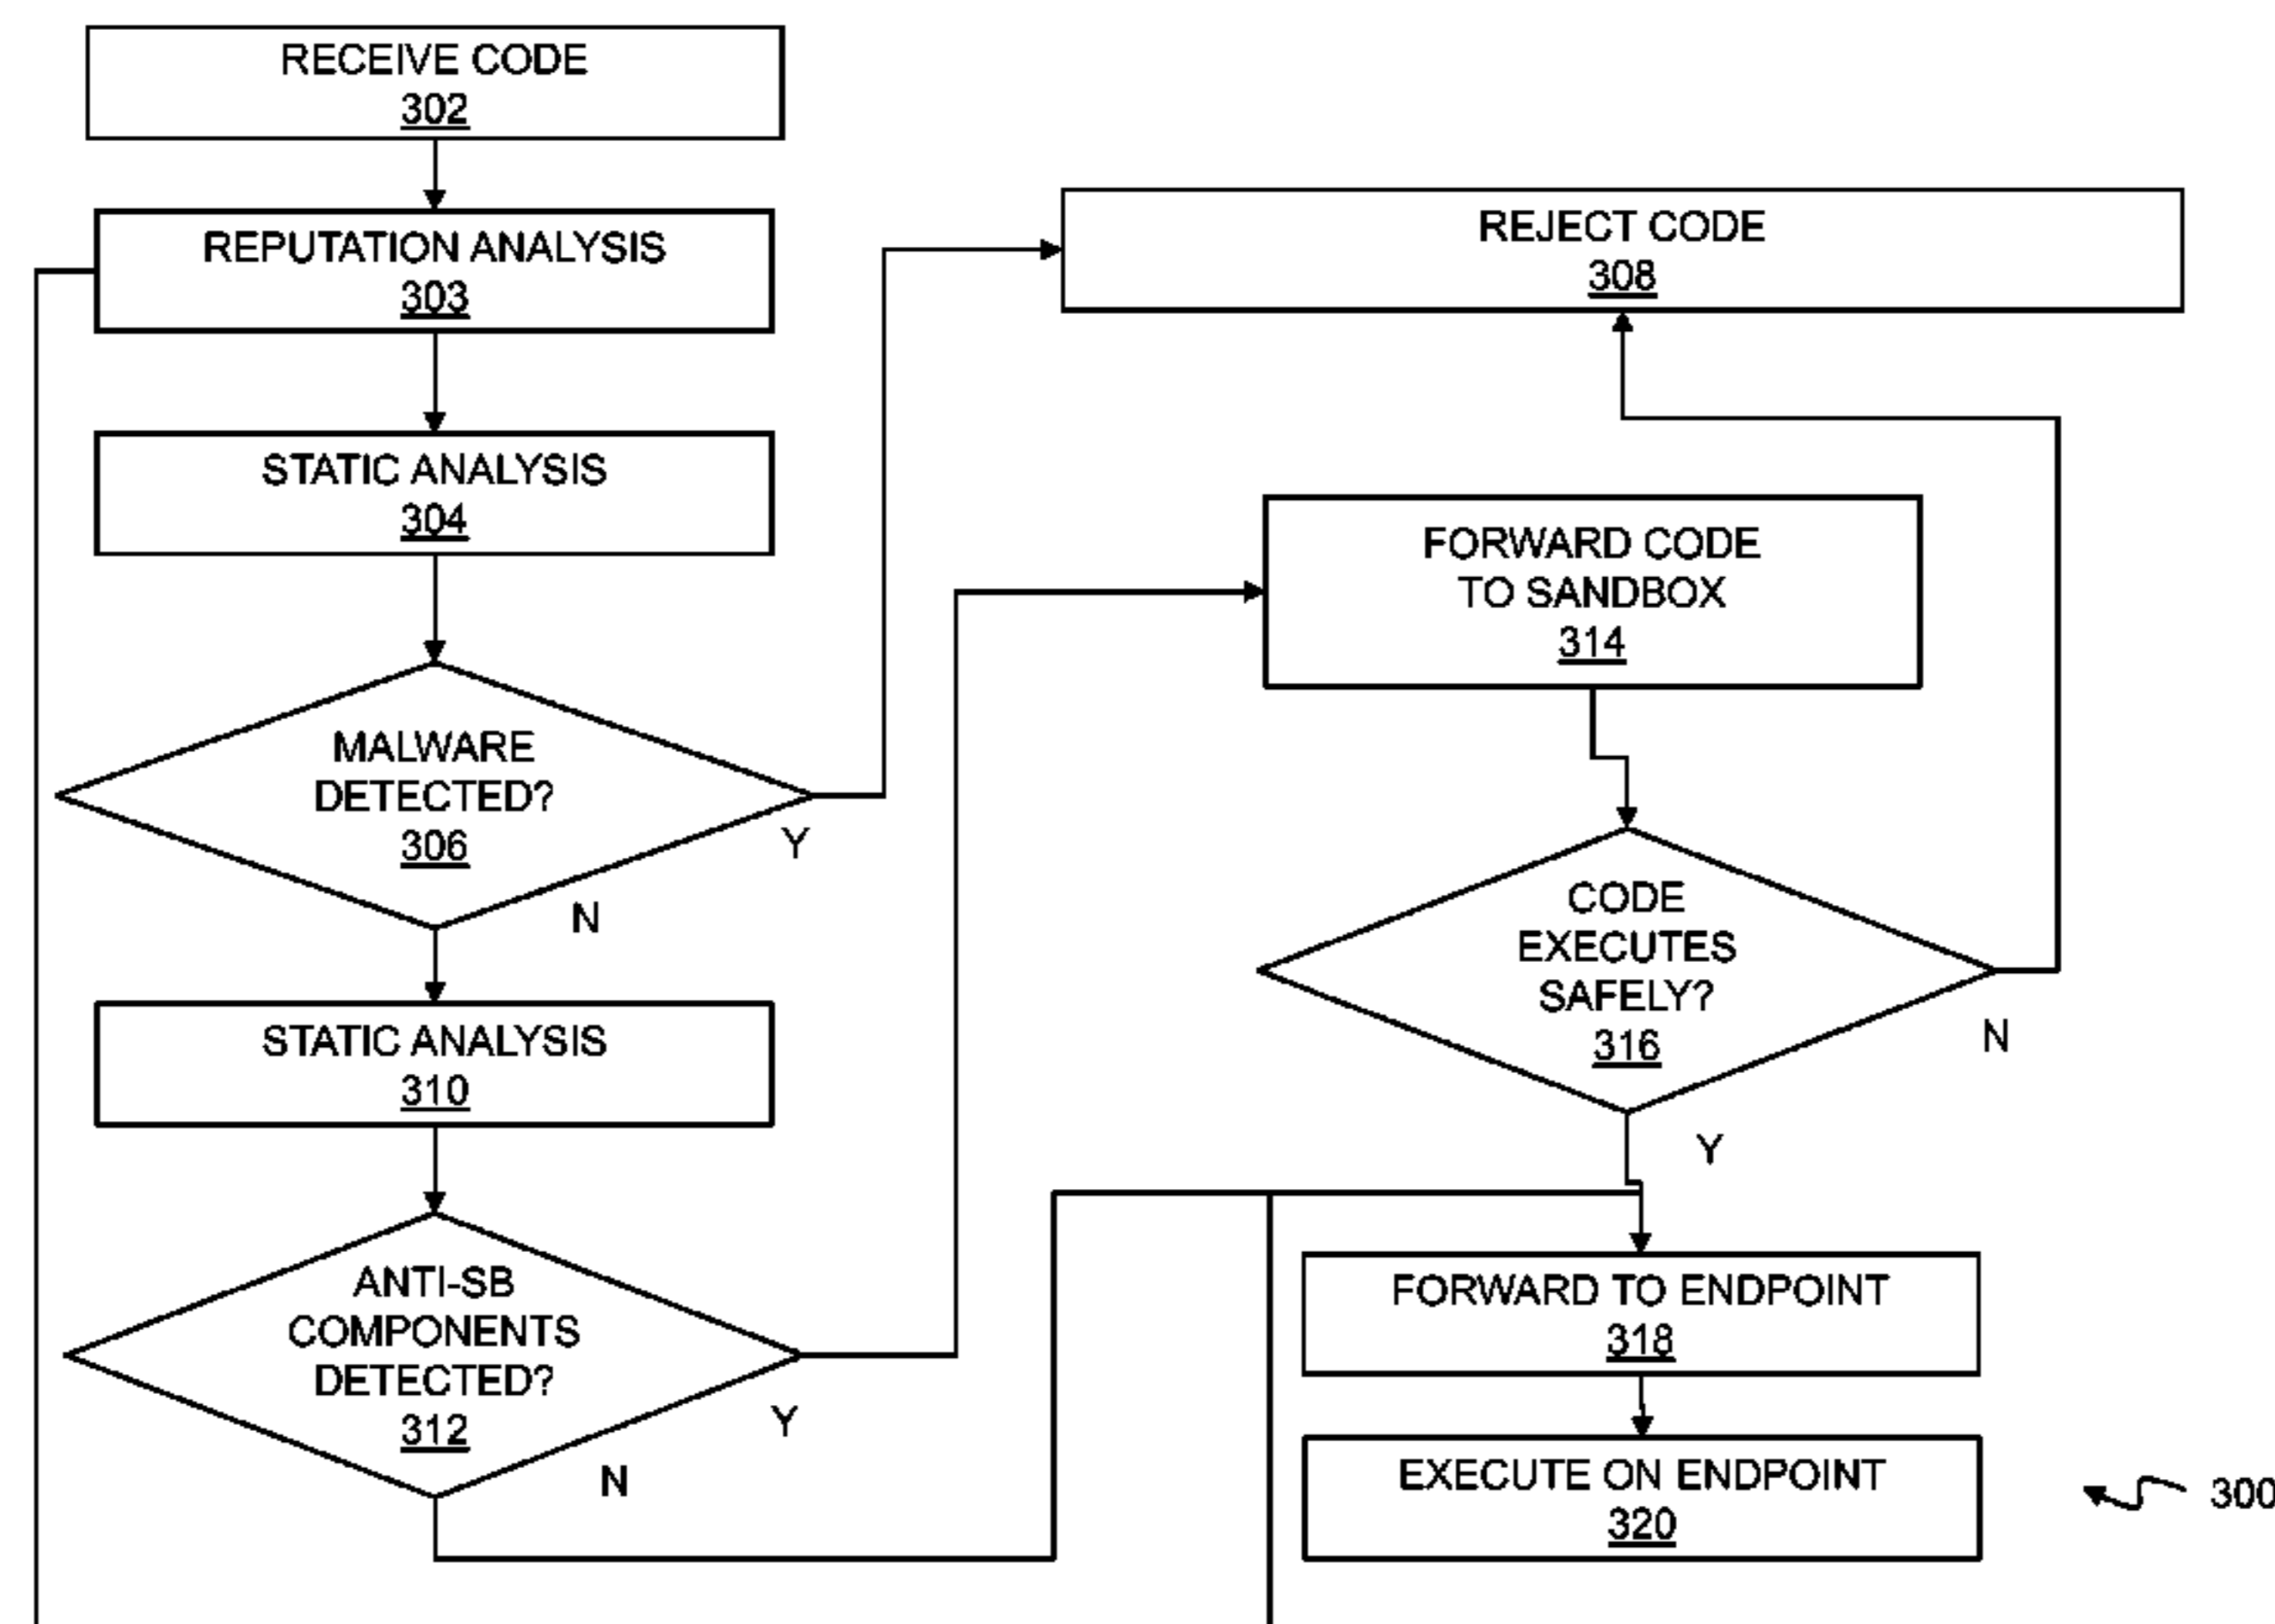 RECEIVE CODE
302
REPUTATION ANALYSIS
303
REJECT CODE
308
STATIC ANALYSIS
304
FORWARD CODE
TO SANDBOX
314
MALWARE
DETECTED?
306
Y
N
CODE
EXECUTES
SAFELY?
316
N
Y
STATIC ANALYSIS
310
ANTI-SB
COMPONENTS
DETECTED?
312
Y
N
FORWARD TO ENDPOINT
318
EXECUTE ON ENDPOINT
320
300